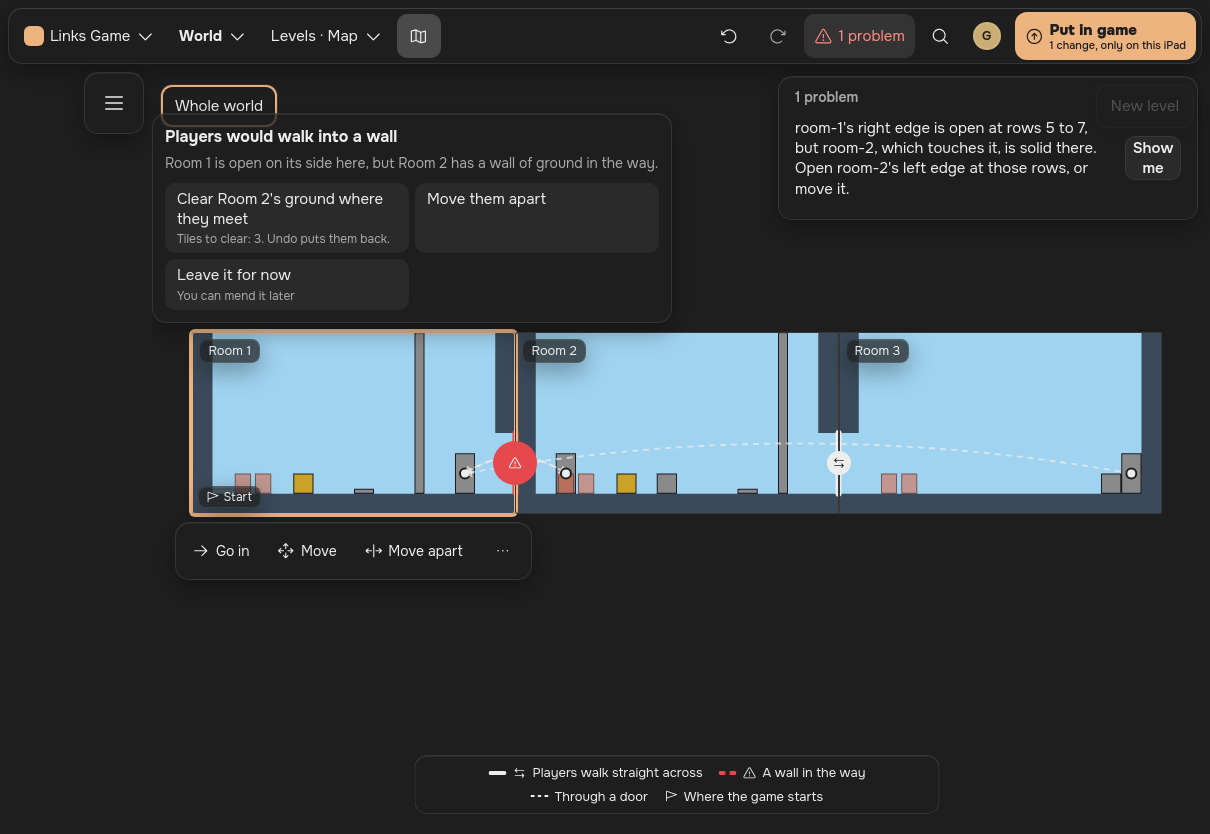 Links Game
World
Levels · Map
1 problem
G
Put in game
1 change, only on this iPad
Whole world
Players would walk into a wall
Room 1 is open on its side here, but Room 2 has a wall of ground in the way.
Clear Room 2's ground where
they meet
Tiles to clear: 3. Undo puts them back.
Move them apart
Leave it for now
You can mend it later
1 problem
New level
room-1's right edge is open at rows 5 to 7,
but room-2, which touches it, is solid there.
Open room-2's left edge at those rows, or
move it.
Show
me
Room 1
Room 2
Room 3
Start
Go in
Move
Move apart
Players walk straight across
A wall in the way
Through a door
Where the game starts